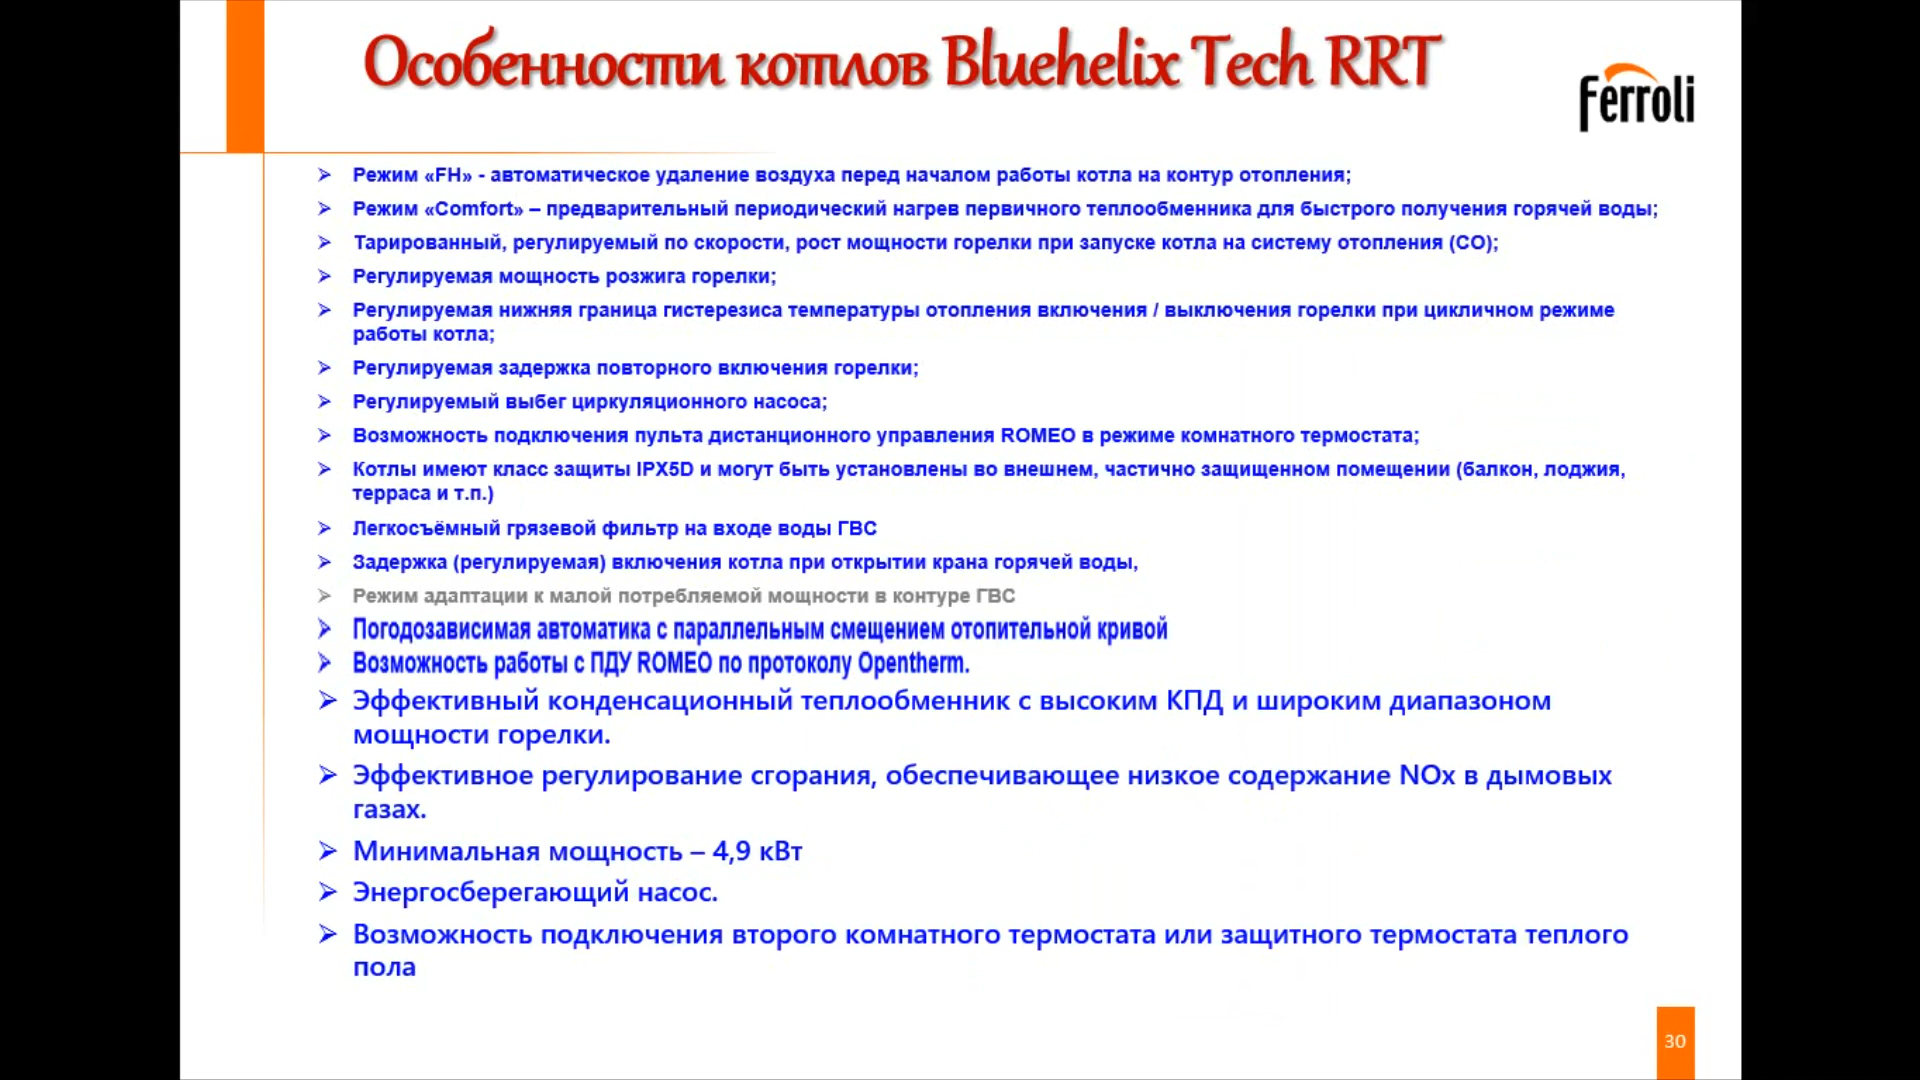 Особенности котлов Bluehelix Tech RRT
ferroli
Режим «FH» - автоматическое удаление воздуха перед началом работы котла на контур отопления;
Режим «Comfort» – предварительный периодический нагрев первичного теплообменника для быстрого получения горячей воды;
Тарированный, регулируемый по скорости, рост мощности горелки при запуске котла на систему отопления (СО);
Регулируемая мощность розжига горелки;
Регулируемая нижняя граница гистерезиса температуры отопления включения / выключения горелки при цикличном режиме
работы котла;
Регулируемая задержка повторного включения горелки;
Регулируемый выбег циркуляционного насоса;
Возможность подключения пульта дистанционного управления ROMEO в режиме комнатного термостата;
Котлы имеют класс защиты IPX5D и могут быть установлены во внешнем, частично защищенном помещении (балкон, лоджия,
терраса и т.п.)
Легкосъёмный грязевой фильтр на входе воды ГВС
Задержка (регулируемая) включения котла при открытии крана горячей воды,
Режим адаптации к малой потребляемой мощности в контуре ГВС
Погодозависимая автоматика с параллельным смещением отопительной кривой
Возможность работы с ПДУ ROMEO по протоколу Opentherm.
Эффективный конденсационный теплообменник с высоким КПД и широким диапазоном
мощности горелки.
Эффективное регулирование сгорания, обеспечивающее низкое содержание NOx в дымовых
газах.
Минимальная мощность – 4,9 кВт
Энергосберегающий насос.
Возможность подключения второго комнатного термостата или защитного термостата теплого
пола
30